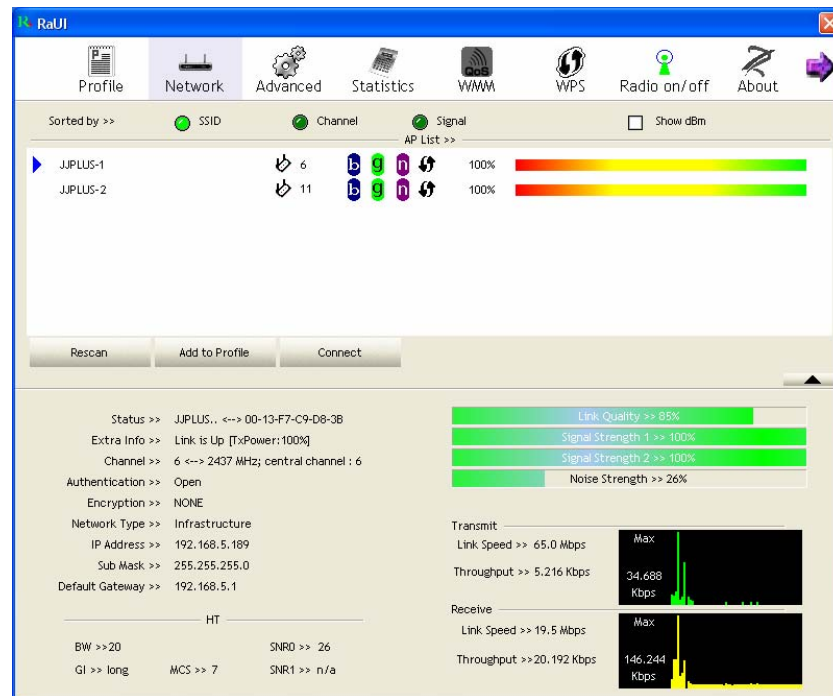 RaUI
Profile Network Advanced Statistics WMM WPS Radio on/off About
QoS
Sorted by >> SSID Channel Signal Show dBm
AP List >>
JJPLUS-1 6 b g n 100%
JJPLUS-2 11 b g n 100%
Rescan Add to Profile Connect
Status >> JJPLUS.. <--> 00-13-F7-C9-D8-3B
Extra Info >> Link is Up [TxPower:100%]
Channel >> 6 <--> 2437 MHz; central channel : 6
Authentication >> Open
Encryption >> NONE
Network Type >> Infrastructure
IP Address >> 192.168.5.189
Sub Mask >> 255.255.255.0
Default Gateway >> 192.168.5.1
HT
BW >>20 SNR0 >> 26
GI >> long MCS >> 7 SNR1 >> n/a
Link Quality >> 85%
Signal Strength 1 >> 100%
Signal Strength 2 >> 100%
Noise Strength >> 26%
Transmit
Link Speed >> 65.0 Mbps
Throughput >> 5.216 Kbps
Max
34.688
Kbps
Receive
Link Speed >> 19.5 Mbps
Throughput >>20.192 Kbps
Max
146.244
Kbps